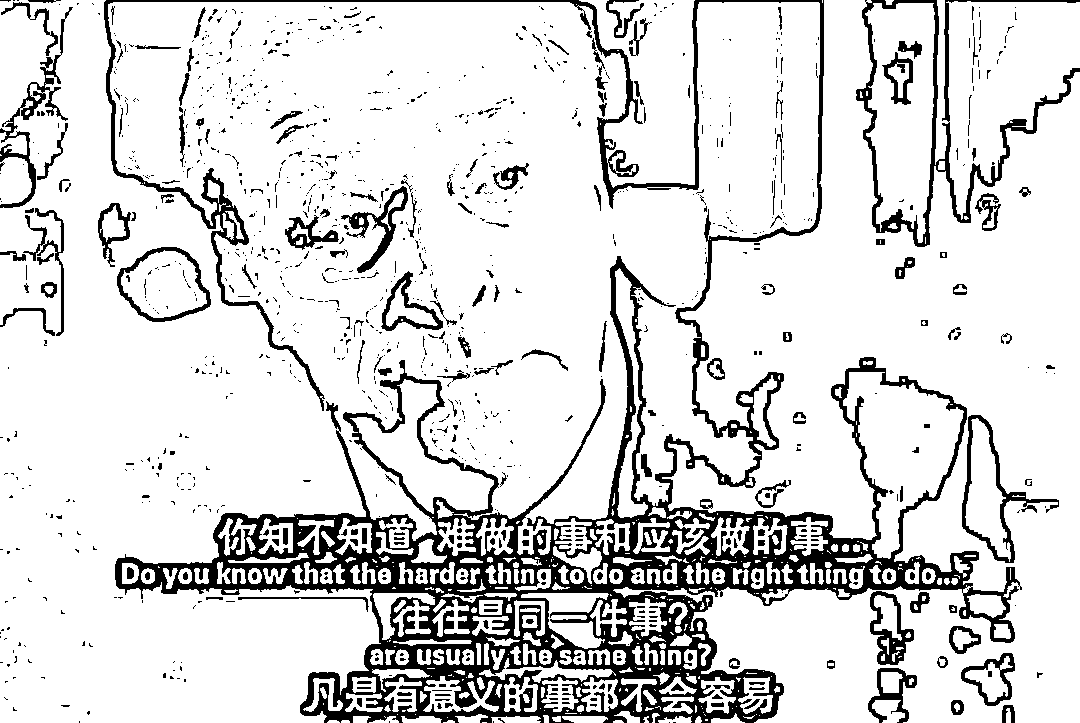 你知不知道 难做的事和应该做的事...
Do you know that the harder thing to do and the right thing to do...
往往是同一件事?
are usually the same thing?
凡是有意义的事都不会容易